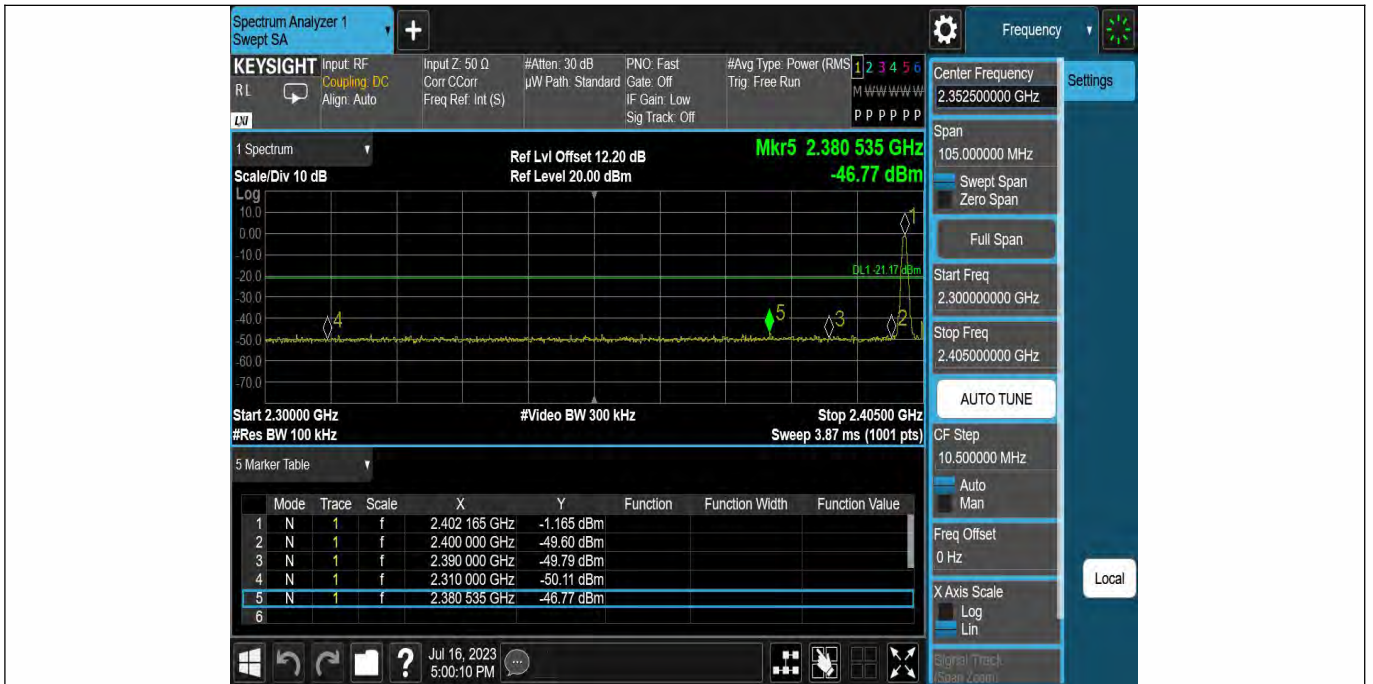 Spectrum Analyzer 1
Swept SA
+
Frequency
KEYSIGHT
RL
LXI
Input: RF
Coupling: DC
Align: Auto
Input Z: 50 Ω
Corr CCorr
Freq Ref: Int (S)
#Atten: 30 dB
µW Path: Standard
PNO: Fast
Gate: Off
IF Gain: Low
Sig Track: Off
#Avg Type: Power (RMS
Trig: Free Run
1 2 3 4 5 6
M W W W W W
P P P P P P
Center Frequency
2.352500000 GHz
Settings
Span
105.000000 MHz
Swept Span
Zero Span
Full Span
Start Freq
2.300000000 GHz
Stop Freq
2.405000000 GHz
AUTO TUNE
CF Step
10.500000 MHz
Auto
Man
Freq Offset
0 Hz
X Axis Scale
Log
Lin
Signal Track
(Span Zoom)
Local
1 Spectrum
Scale/Div 10 dB
Ref Lvl Offset 12.20 dB
Ref Level 20.00 dBm
Mkr5 2.380 535 GHz
-46.77 dBm
Log
10.0
0.00
-10.0
-20.0
-30.0
-40.0
-50.0
-60.0
-70.0
1
DL1 -21.17 dBm
4
5
3
2
Start 2.30000 GHz
#Video BW 300 kHz
Stop 2.40500 GHz
#Res BW 100 kHz
Sweep 3.87 ms (1001 pts)
5 Marker Table
Mode Trace Scale X Y Function Function Width Function Value
1 N 1 f 2.402 165 GHz -1.165 dBm
2 N 1 f 2.400 000 GHz -49.60 dBm
3 N 1 f 2.390 000 GHz -49.79 dBm
4 N 1 f 2.310 000 GHz -50.11 dBm
5 N 1 f 2.380 535 GHz -46.77 dBm
6
?
Jul 16, 2023
5:00:10 PM